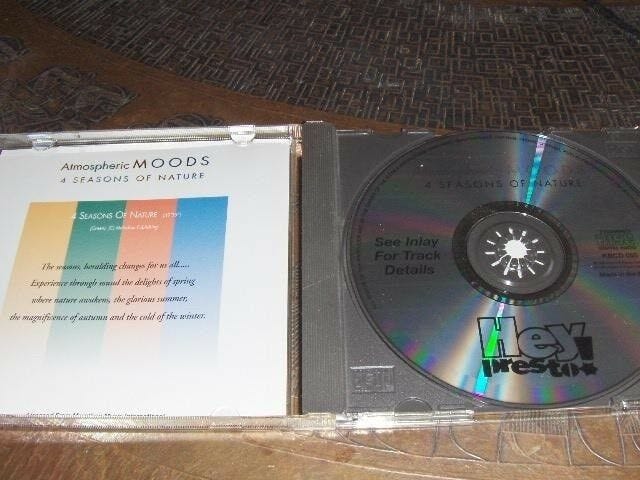 Atmospheric MOODS
4 SEASONS OF NATURE
4 SEASONS OF NATURE
The seasons, heralding changes for us all.....
Experience through sound the delights of spring
where nature awakens, the glorious summer,
the magnificence of autumn and the cold of the winter.
4 SEASONS OF NATURE
See Inlay
For Track
Details
Hey
presto